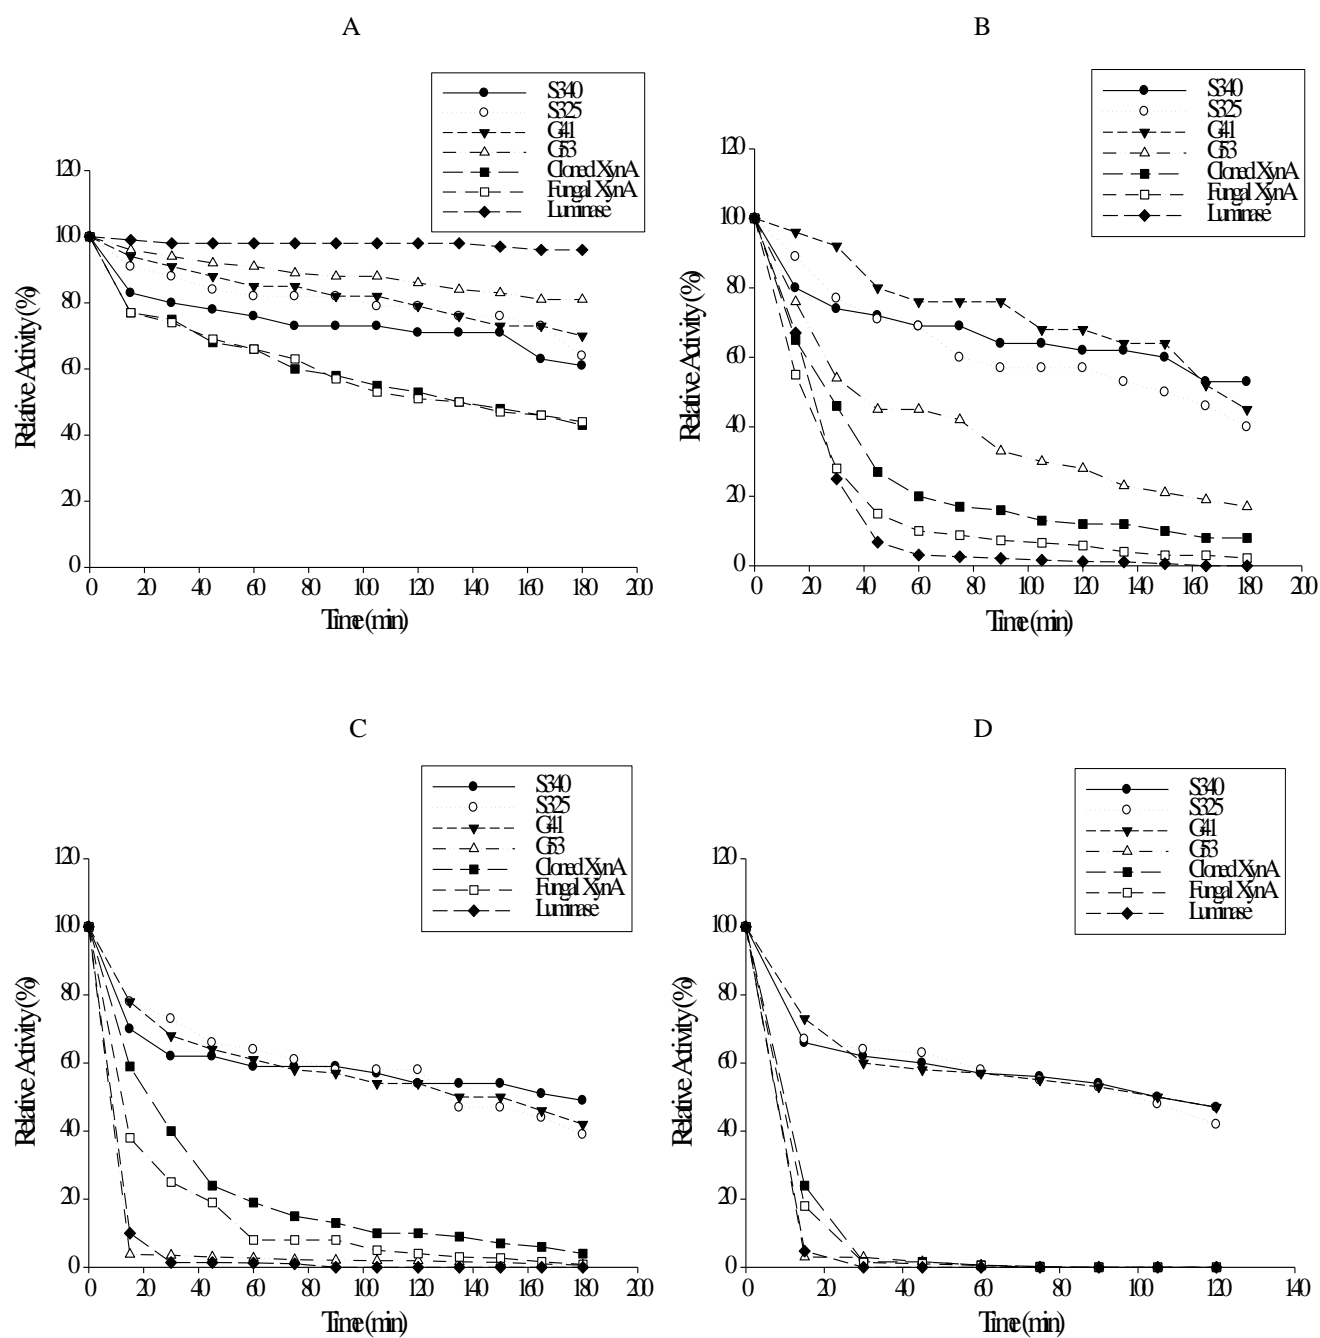 A
S340
S325
G41
G53
Cloned XynA
Fungal XynA
Luminase
120
100
80
60
40
20
0
0 20 40 60 80 100 120 140 160 180 200
Relative Activity (%)
Time (min)
B
S340
S325
G41
G53
Cloned XynA
Fungal XynA
Luminase
120
100
80
60
40
20
0
0 20 40 60 80 100 120 140 160 180 200
Relative Activity (%)
Time (min)
C
S340
S325
G41
G53
Cloned XynA
Fungal XynA
Luminase
120
100
80
60
40
20
0
0 20 40 60 80 100 120 140 160 180 200
Relative Activity (%)
Time (min)
D
S340
S325
G41
G53
Cloned XynA
Fungal XynA
Luminase
120
100
80
60
40
20
0
0 20 40 60 80 100 120 140
Relative Activity (%)
Time (min)